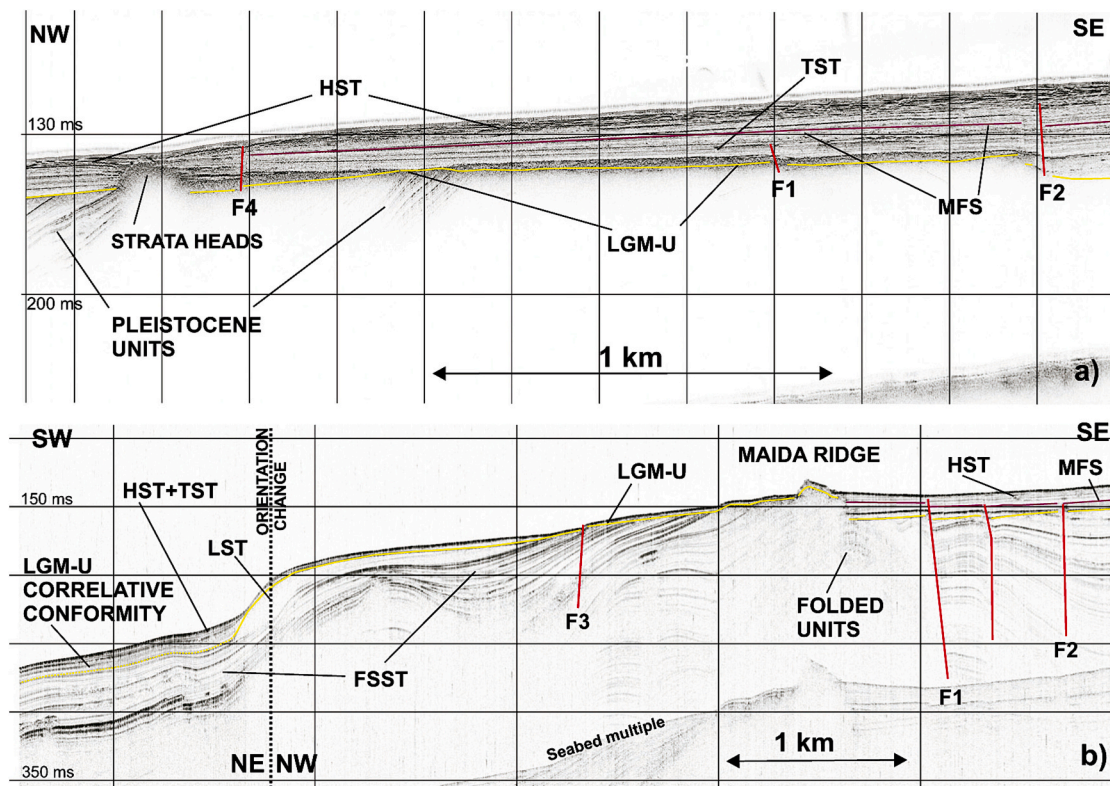 NW
SE
HST
TST
130 ms
F4
F1
F2
STRATA HEADS
MFS
LGM-U
200 ms
PLEISTOCENE
UNITS
1 km
a)
SW
ORIENTATION
CHANGE
MAIDA RIDGE
SE
LGM-U
HST
MFS
HST+TST
150 ms
LST
LGM-U
CORRELATIVE
CONFORMITY
FOLDED
UNITS
F3
F2
FSST
F1
Seabed multiple
1 km
NE
NW
b)
350 ms